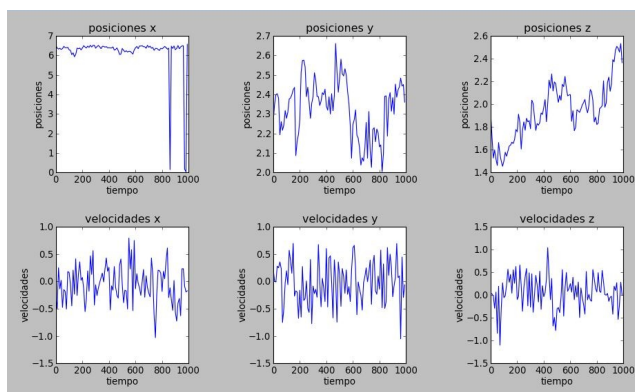 posiciones x
posiciones
7
6
5
4
3
2
1
0
0 200 400 600 800 1000
tiempo
posiciones y
posiciones
2.7
2.6
2.5
2.4
2.3
2.2
2.1
2.0
0 200 400 600 800 1000
tiempo
posiciones z
posiciones
2.6
2.4
2.2
2.0
1.8
1.6
1.4
0 200 400 600 800 1000
tiempo
velocidades x
velocidades
1.0
0.5
0.0
−0.5
−1.0
−1.5
0 200 400 600 800 1000
tiempo
velocidades y
velocidades
1.0
0.5
0.0
−0.5
−1.0
−1.5
0 200 400 600 800 1000
tiempo
velocidades z
velocidades
1.5
1.0
0.5
0.0
−0.5
−1.0
−1.5
0 200 400 600 800 1000
tiempo